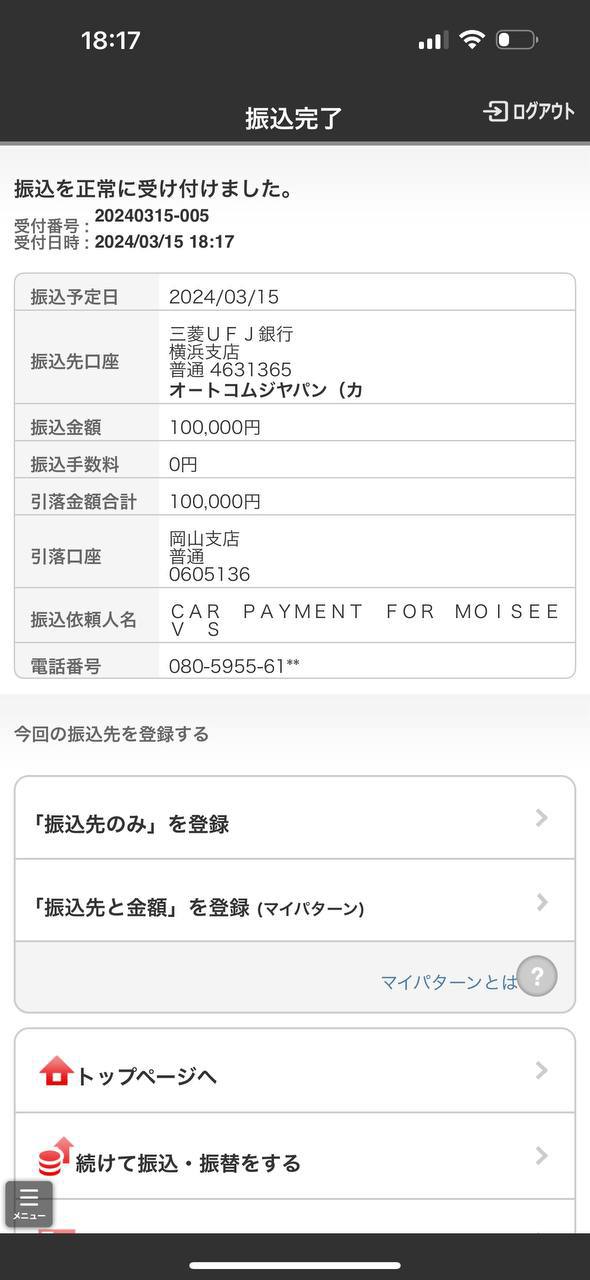 18:17
振込完了
ログアウト
振込を正常に受け付けました。
受付番号: 20240315-005
受付日時: 2024/03/15 18:17
振込予定日 2024/03/15
振込先口座
三菱UFJ銀行
横浜支店
普通 4631365
オートコムジヤパン（カ
振込金額 100,000円
振込手数料 0円
引落金額合計 100,000円
引落口座
岡山支店
普通
0605136
振込依頼人名
ＣＡＲ　ＰＡＹＭＥＮＴ　ＦＯＲ　ＭＯＩＳＥＥ
Ｖ　Ｓ
電話番号 080-5955-61**
今回の振込先を登録する
「振込先のみ」を登録
「振込先と金額」を登録 (マイパターン)
マイパターンとは ?
トップページへ
続けて振込・振替をする
メニュー